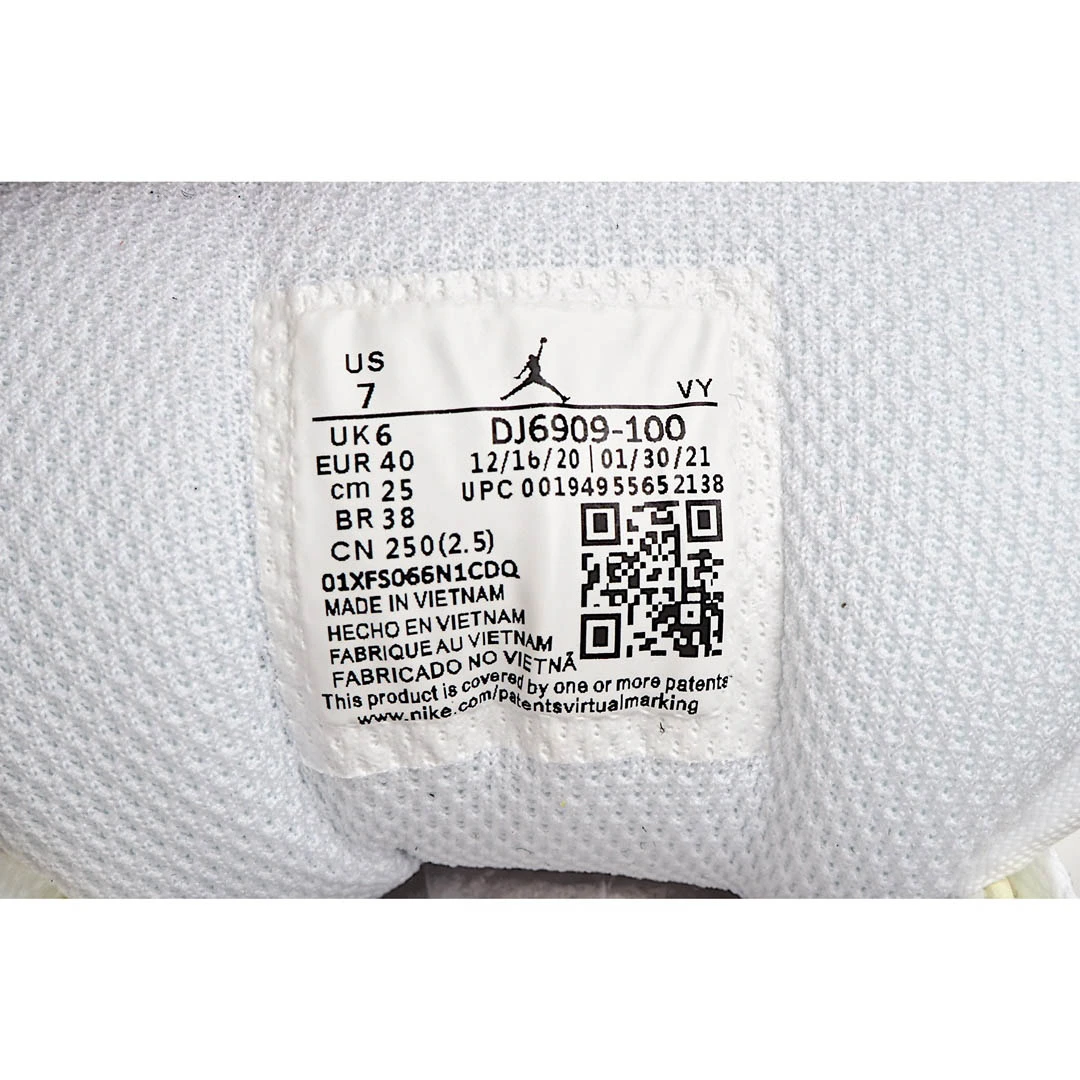 US
7
VY
UK 6
DJ6909-100
EUR 40
12/16/20 | 01/30/21
cm 25
UPC 00194955652138
BR 38
CN 250(2.5)
01XFS066N1CDQ
MADE IN VIETNAM
HECHO EN VIETNAM
FABRIQUE AU VIETNAM
FABRICADO NO VIETNÃ
This product is covered by one or more patents
www.nike.com/patentsvirtualmarking